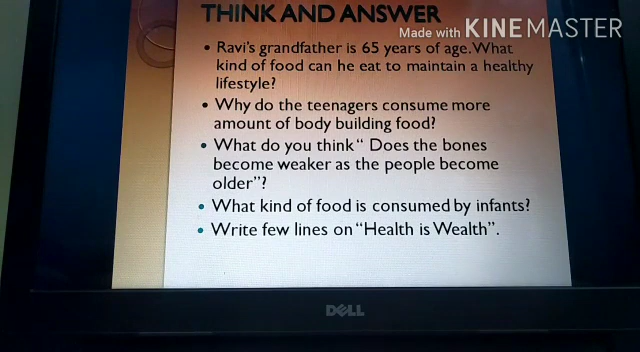 THINK AND ANSWER
Made with KINEMASTER
• Ravi's grandfather is 65 years of age.What
kind of food can he eat to maintain a healthy
lifestyle?
• Why do the teenagers consume more
amount of body building food?
• What do you think “ Does the bones
become weaker as the people become
older”?
• What kind of food is consumed by infants?
• Write few lines on “Health is Wealth”.
DELL